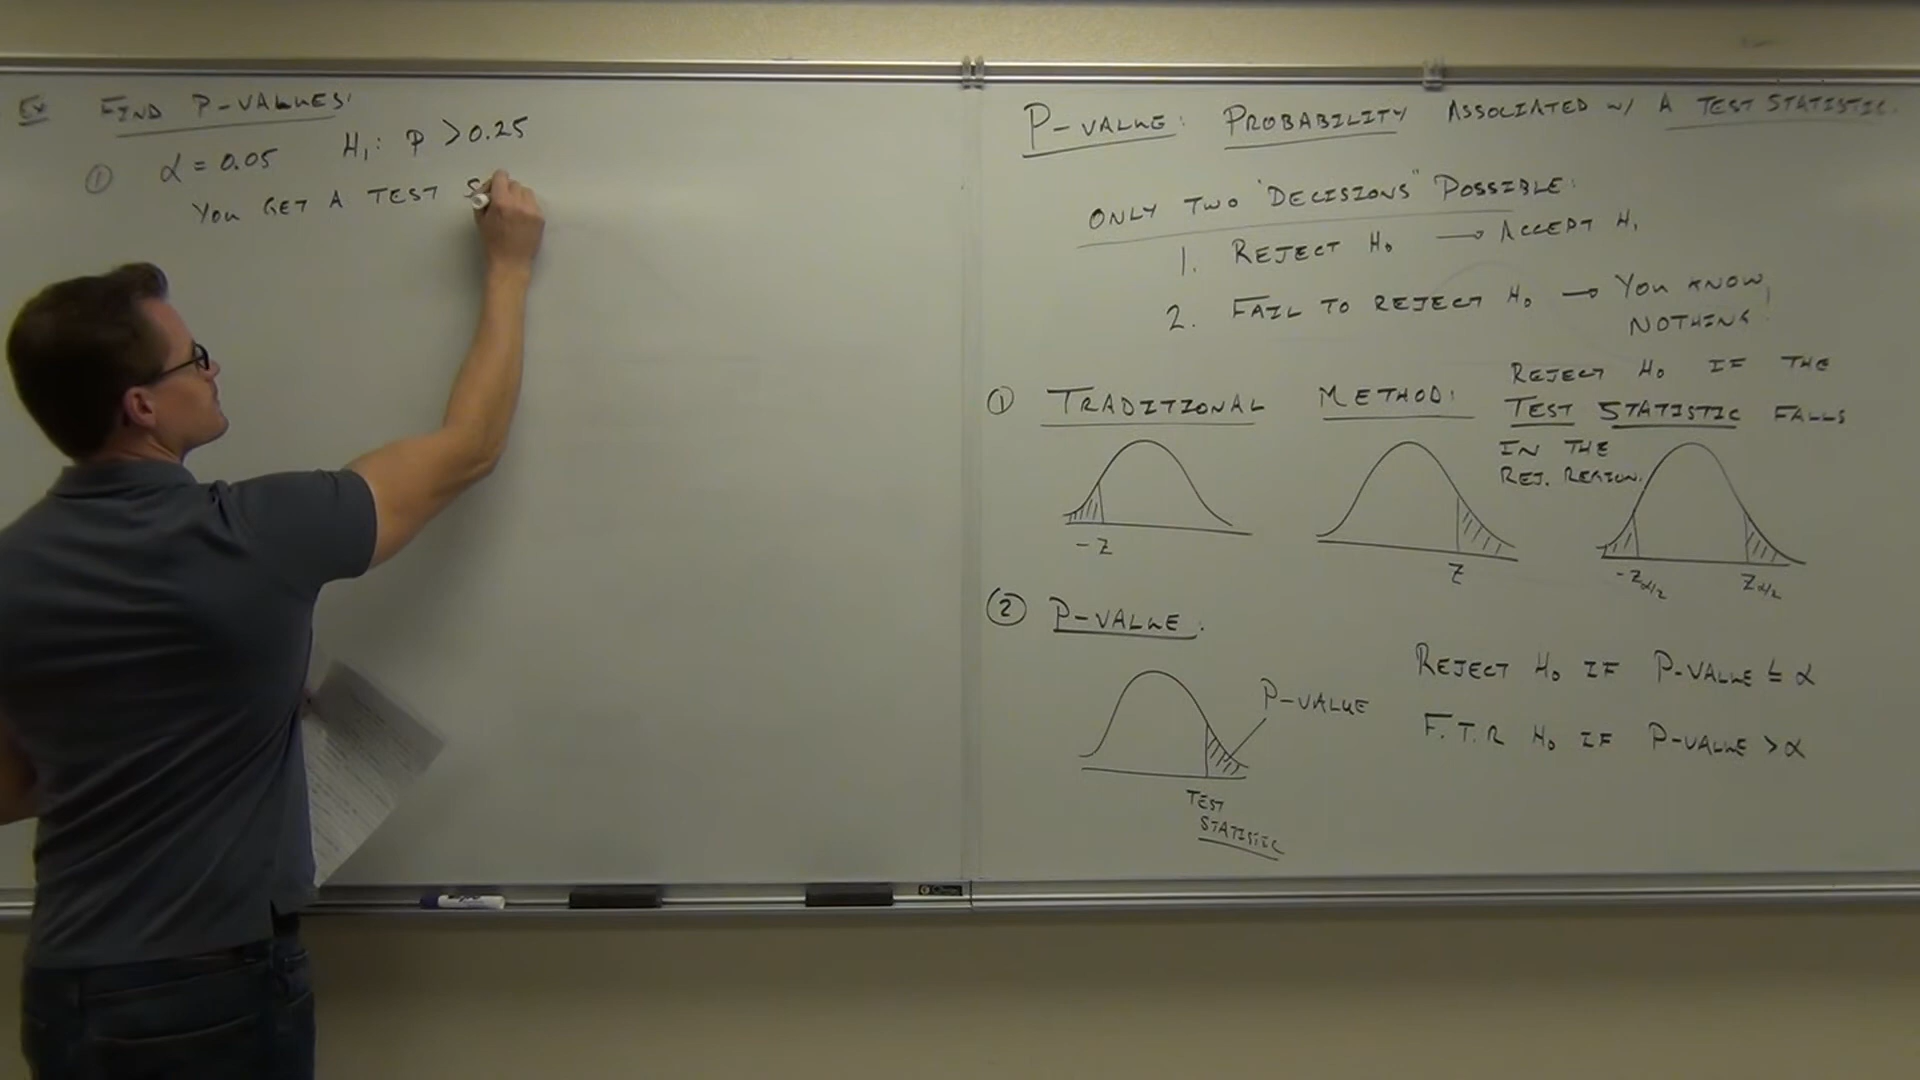 EX FIND P-VALUES:
① α = 0.05 H₁: P > 0.25
YOU GET A TEST S
P-VALUE: PROBABILITY ASSOCIATED W/ A TEST STATISTIC.
ONLY TWO "DECISIONS" POSSIBLE:
1. REJECT H₀ → ACCEPT H₁
2. FAIL TO REJECT H₀ → YOU KNOW
NOTHING!
① TRADITIONAL METHOD: REJECT H₀ IF THE
TEST STATISTIC FALLS
IN THE
REJ. REGION.
-Z
Z
-Zα/2 Zα/2
② P-VALUE:
P-VALUE
TEST
STATISTIC
REJECT H₀ IF P-VALUE ≤ α
F.T.R H₀ IF P-VALUE > α